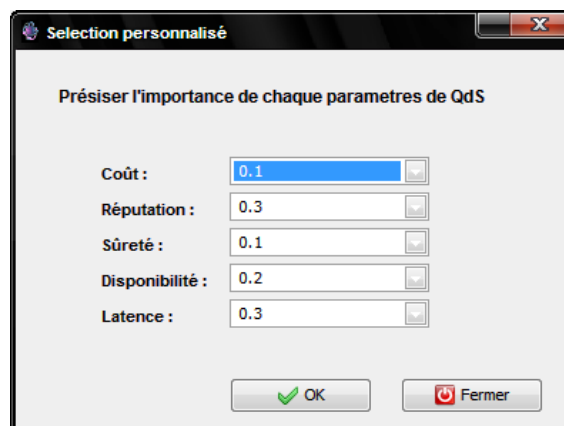 Selection personnalisé
Présiser l'importance de chaque parametres de QdS
Coût : 0.1
Réputation : 0.3
Sûreté : 0.1
Disponibilité : 0.2
Latence : 0.3
OK Fermer